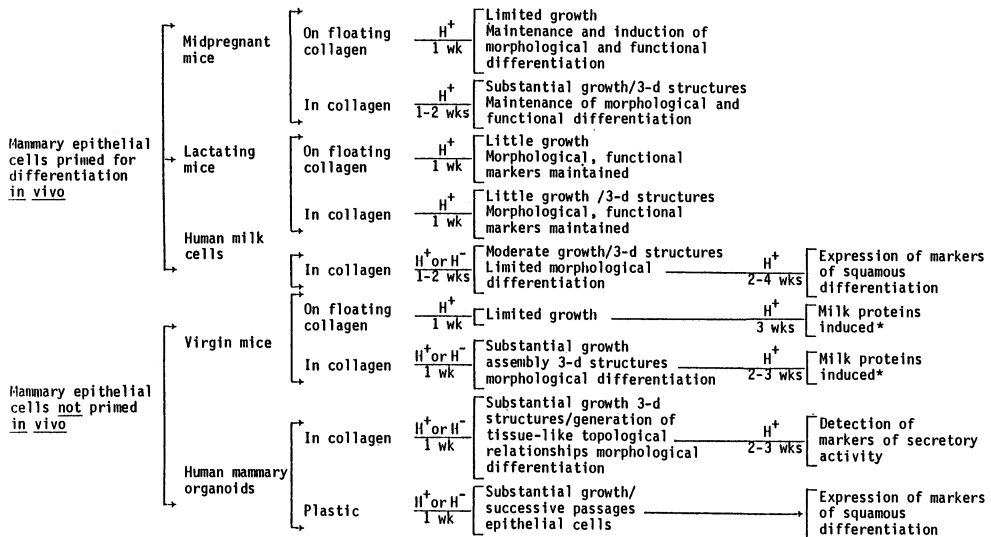 Mammary epithelial
cells primed for
differentiation
in vivo
Midpregnant
mice
On floating
collagen
H+
1 wk
Limited growth
Maintenance and induction of
morphological and functional
differentiation
In collagen
H+
1-2 wks
Substantial growth/3-d structures
Maintenance of morphological and
functional differentiation
Lactating
mice
On floating
collagen
H+
1 wk
Little growth
Morphological, functional
markers maintained
In collagen
H+
1 wk
Little growth /3-d structures
Morphological, functional
markers maintained
Human milk
cells
In collagen
H+or H-
1-2 wks
Moderate growth/3-d structures
Limited morphological
differentiation
H+
2-4 wks
Expression of markers
of squamous
differentiation
Mammary epithelial
cells not primed
in vivo
Virgin mice
On floating
collagen
H+
1 wk
Limited growth
H+
3 wks
Milk proteins
induced*
In collagen
H+or H-
1 wk
Substantial growth
assembly 3-d structures
morphological differentiation
H+
2-3 wks
Milk proteins
induced*
Human mammary
organoids
In collagen
H+or H-
1 wk
Substantial growth 3-d
structures/generation of
tissue-like topological
relationships morphological
differentiation
H+
2-3 wks
Detection of
markers of secretory
activity
Plastic
H+or H-
1 wk
Substantial growth/
successive passages
epithelial cells
Expression of markers
of squamous
differentiation